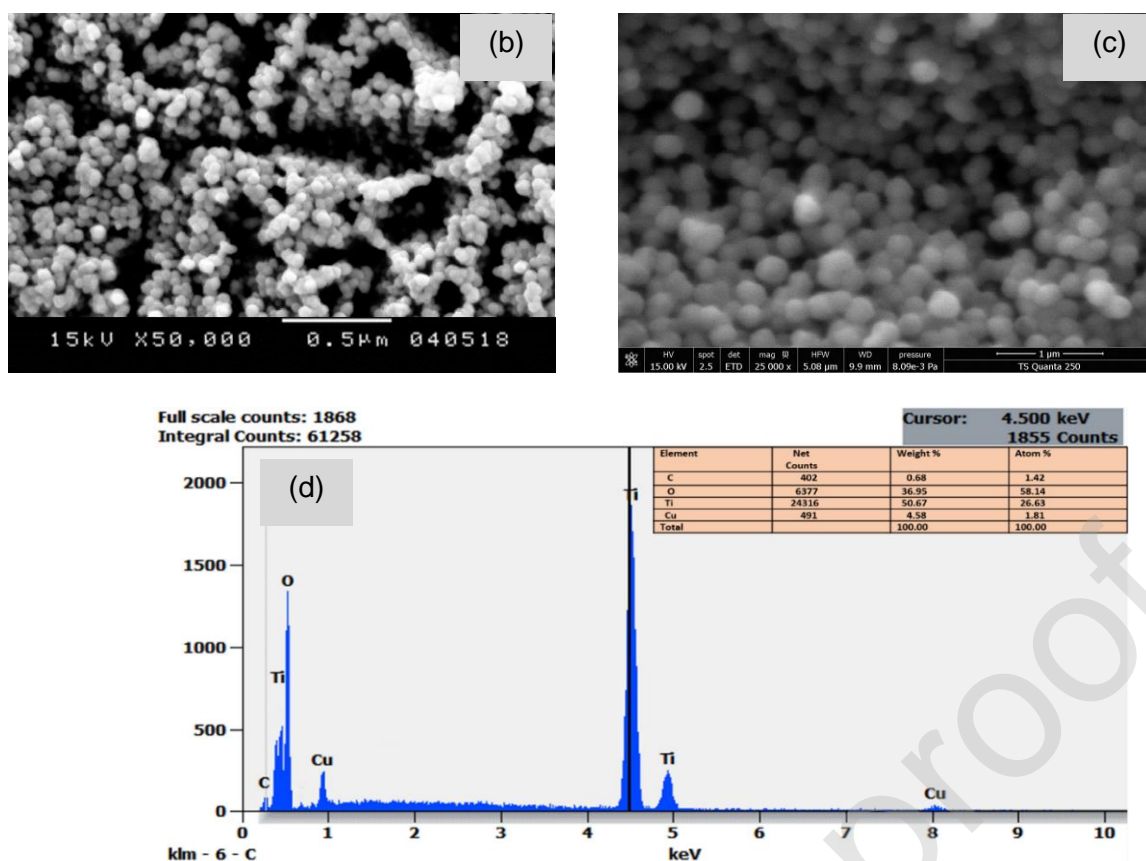 (b)
15kV X50,000 0.5µm 040518
(c)
HV spot det mag HFW WD pressure 1 µm
15.00 kV 2.5 ETD 25 000 x 5.08 µm 9.9 mm 8.09e-3 Pa TS Quanta 250
Full scale counts: 1868
Integral Counts: 61258
Cursor: 4.500 keV
1855 Counts
(d)
Element Net Counts Weight % Atom %
C 402 0.68 1.42
O 6377 36.95 58.14
Ti 24316 50.67 26.63
Cu 491 4.58 1.81
Total 100.00 100.00
2000
1500
1000
500
0
C
Ti
O
Cu
Ti
Ti
Cu
0 1 2 3 4 5 6 7 8 9 10
klm - 6 - C keV
proof